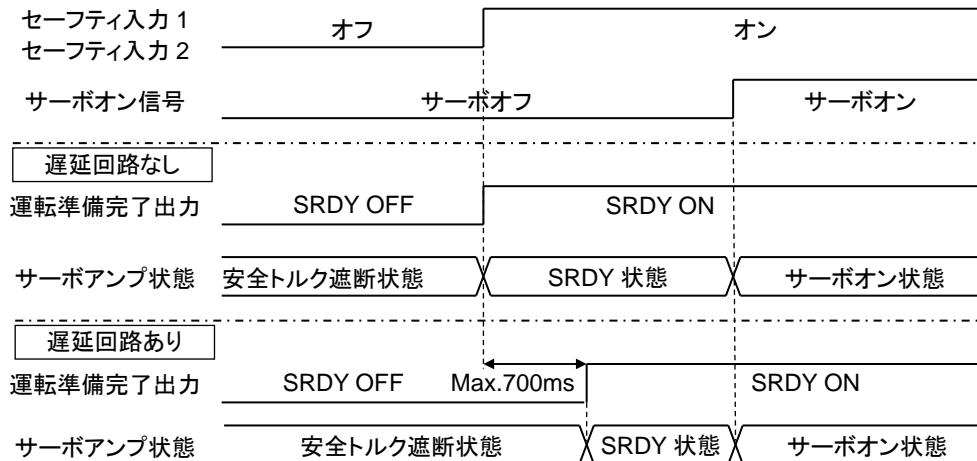 セーフティ入力 1
セーフティ入力 2
オフ
オン
サーボオン信号
サーボオフ
サーボオン
遅延回路なし
運転準備完了出力
SRDY OFF
SRDY ON
サーボアンプ状態
安全トルク遮断状態
SRDY 状態
サーボオン状態
遅延回路あり
運転準備完了出力
SRDY OFF
Max.700ms
SRDY ON
サーボアンプ状態
安全トルク遮断状態
SRDY 状態
サーボオン状態